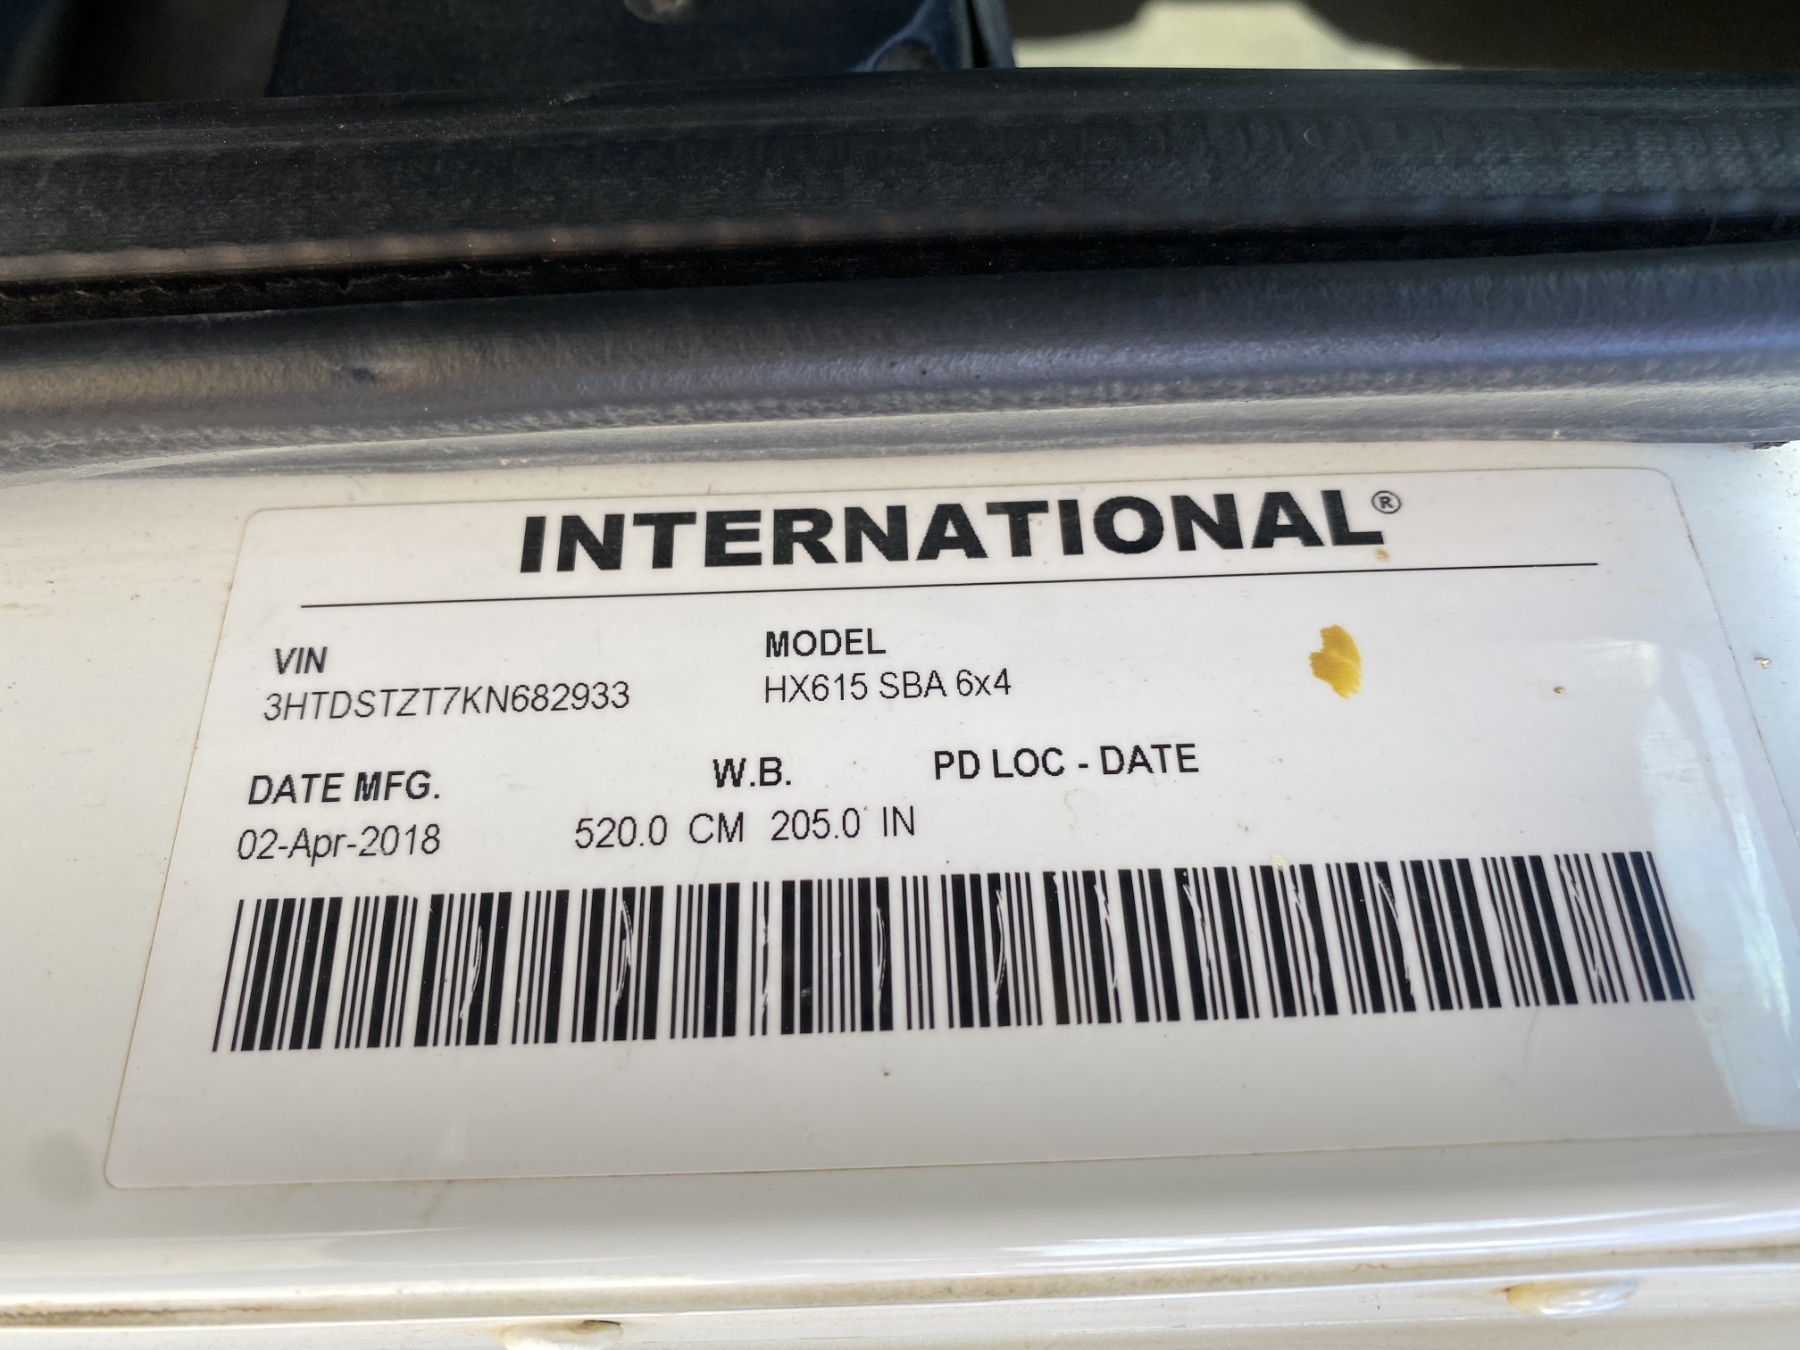 INTERNATIONAL®
VIN MODEL
3HTDSTZT7KN682933 HX615 SBA 6x4
DATE MFG. W.B. PD LOC - DATE
02-Apr-2018 520.0 CM 205.0 IN